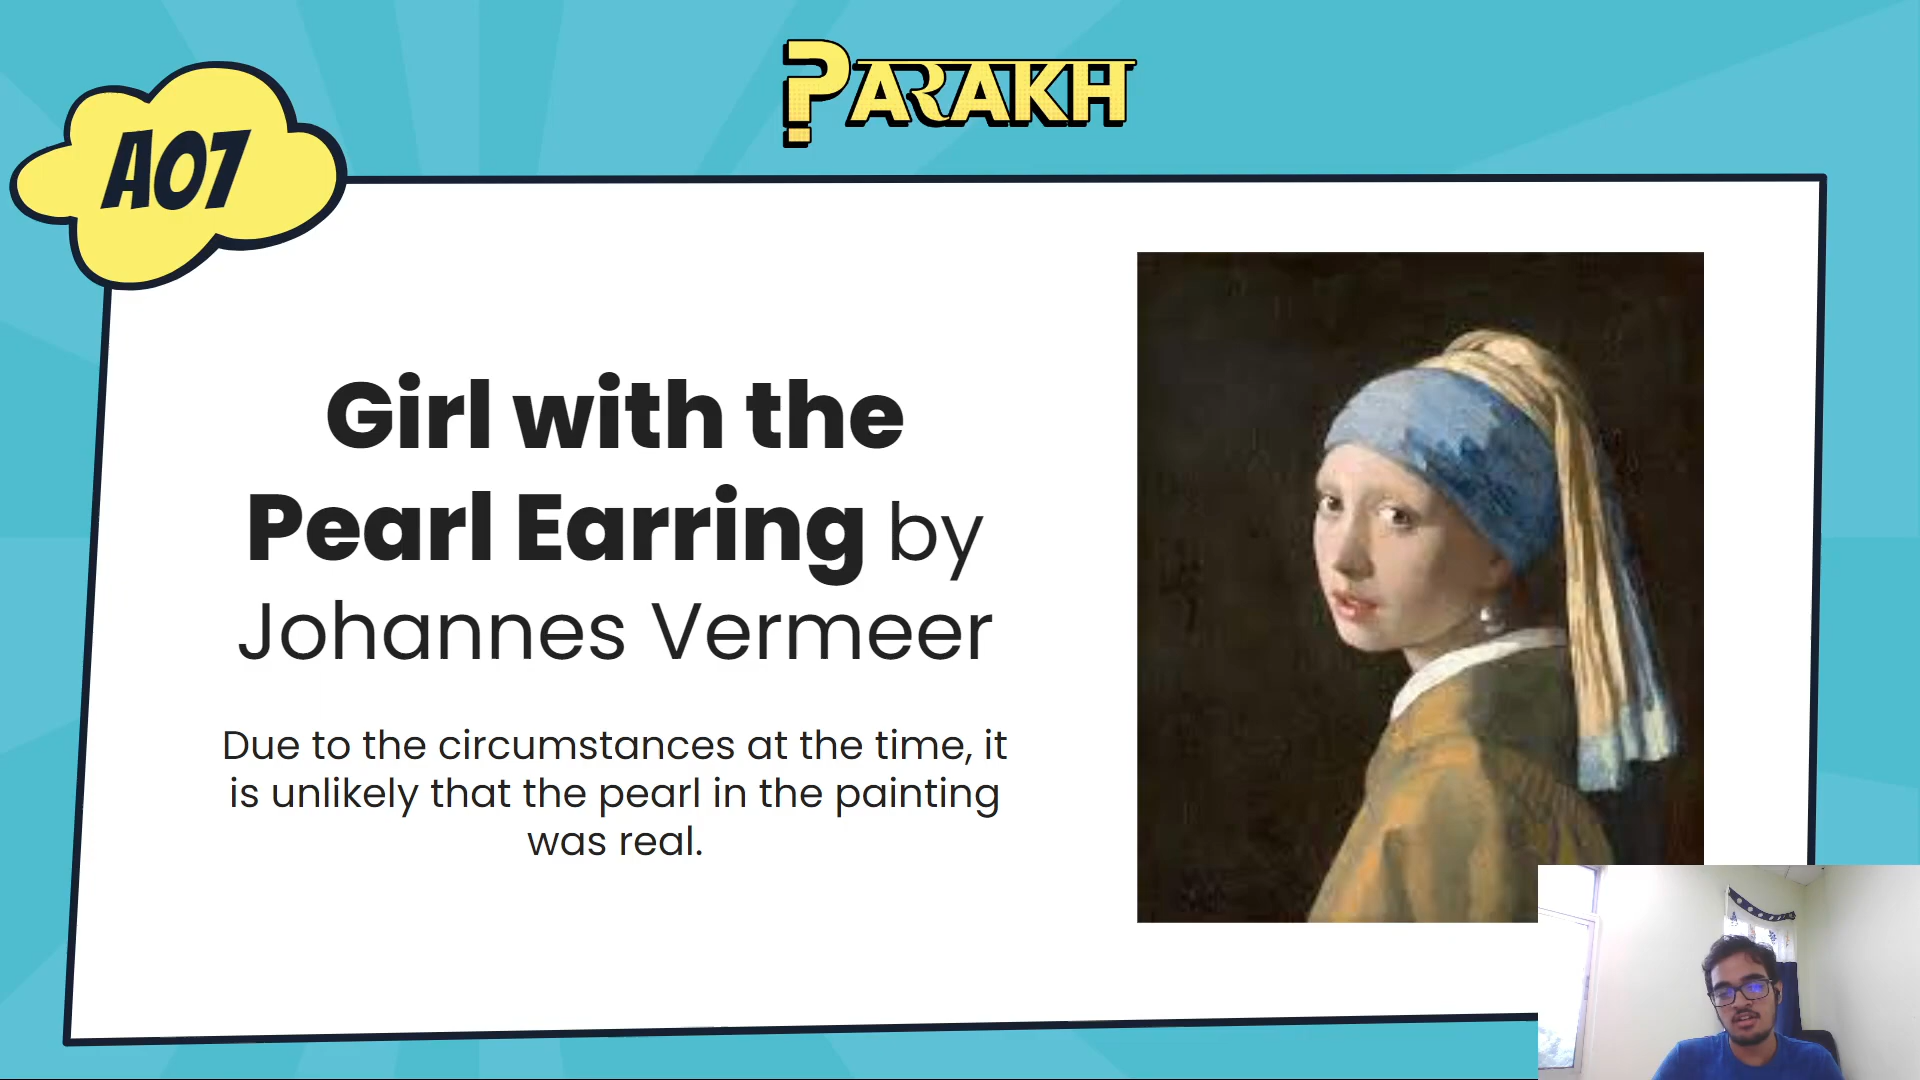 PARAKH
A07
Girl with the
Pearl Earring by
Johannes Vermeer
Due to the circumstances at the time, it
is unlikely that the pearl in the painting
was real.